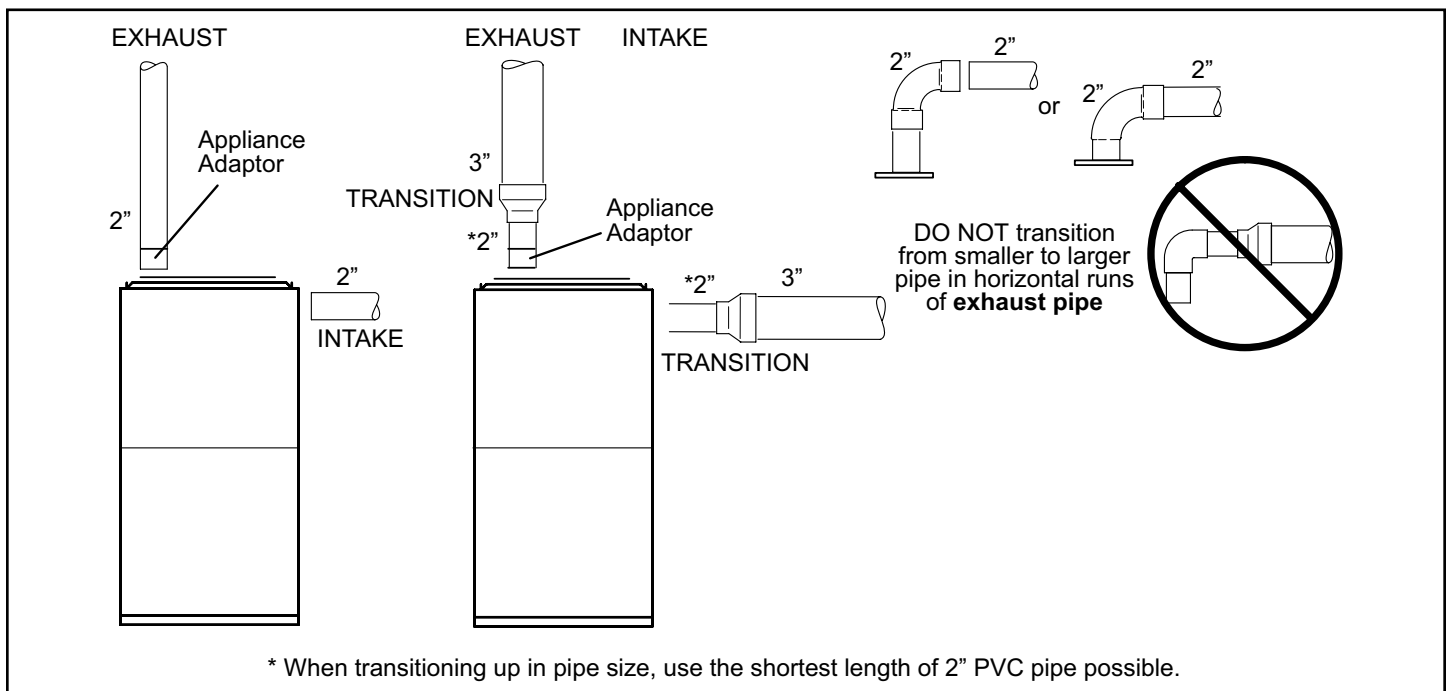 EXHAUST
2”
Appliance
Adaptor
2”
INTAKE
EXHAUST INTAKE
3”
TRANSITION
*2”
Appliance
Adaptor
*2” 3”
TRANSITION
2” 2”
or
2” 2”
DO NOT transition
from smaller to larger
pipe in horizontal runs
of exhaust pipe
* When transitioning up in pipe size, use the shortest length of 2” PVC pipe possible.